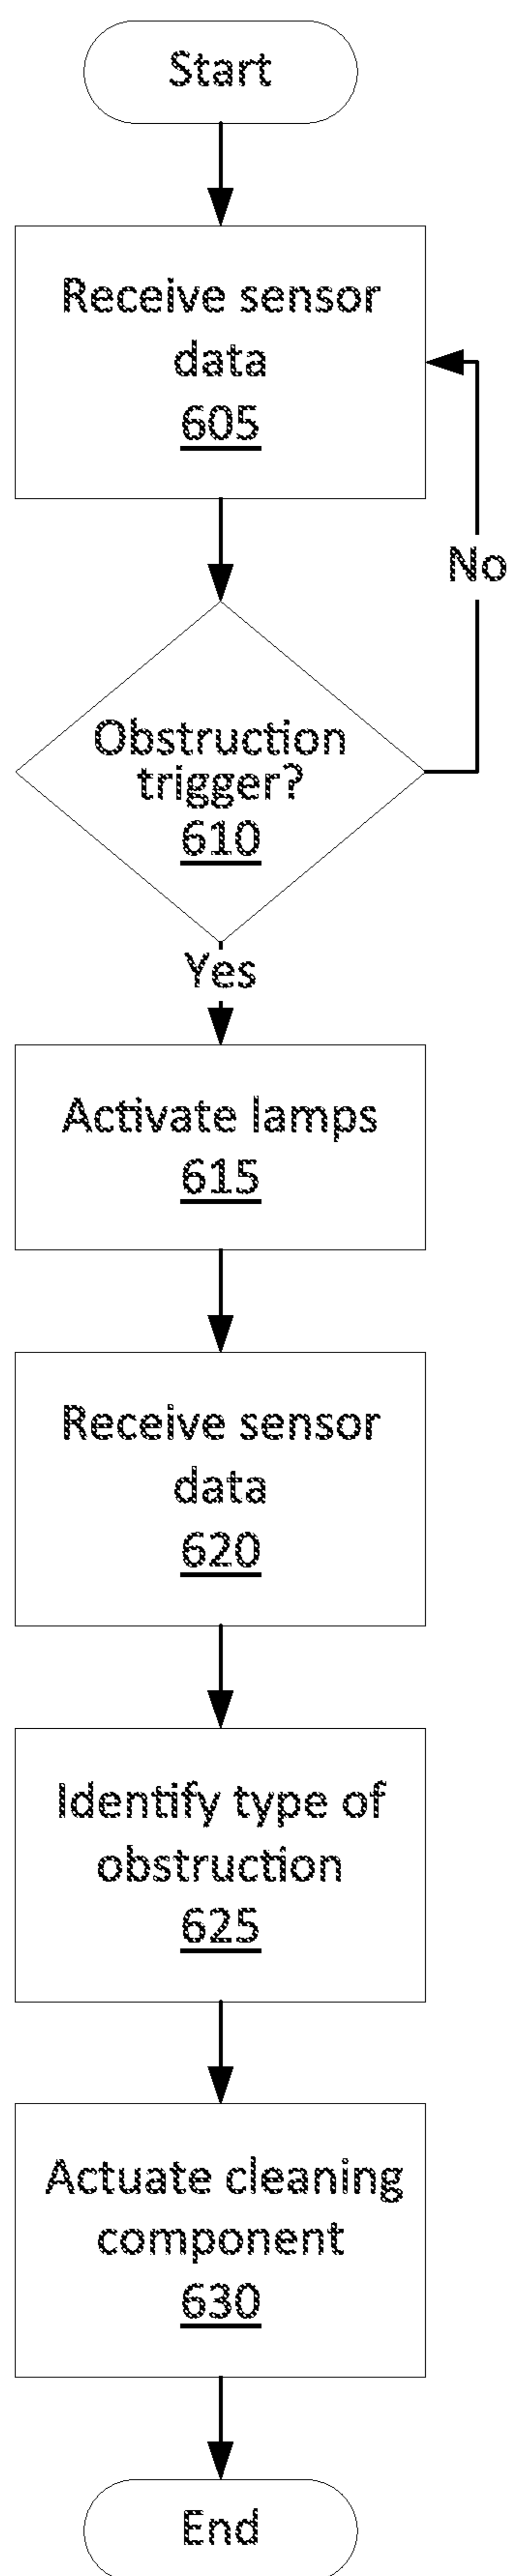 Start
Receive sensor
data
605
No
Obstruction
trigger?
610
Yes
Activate lamps
615
Receive sensor
data
620
Identify type of
obstruction
625
Actuate cleaning
component
630
End